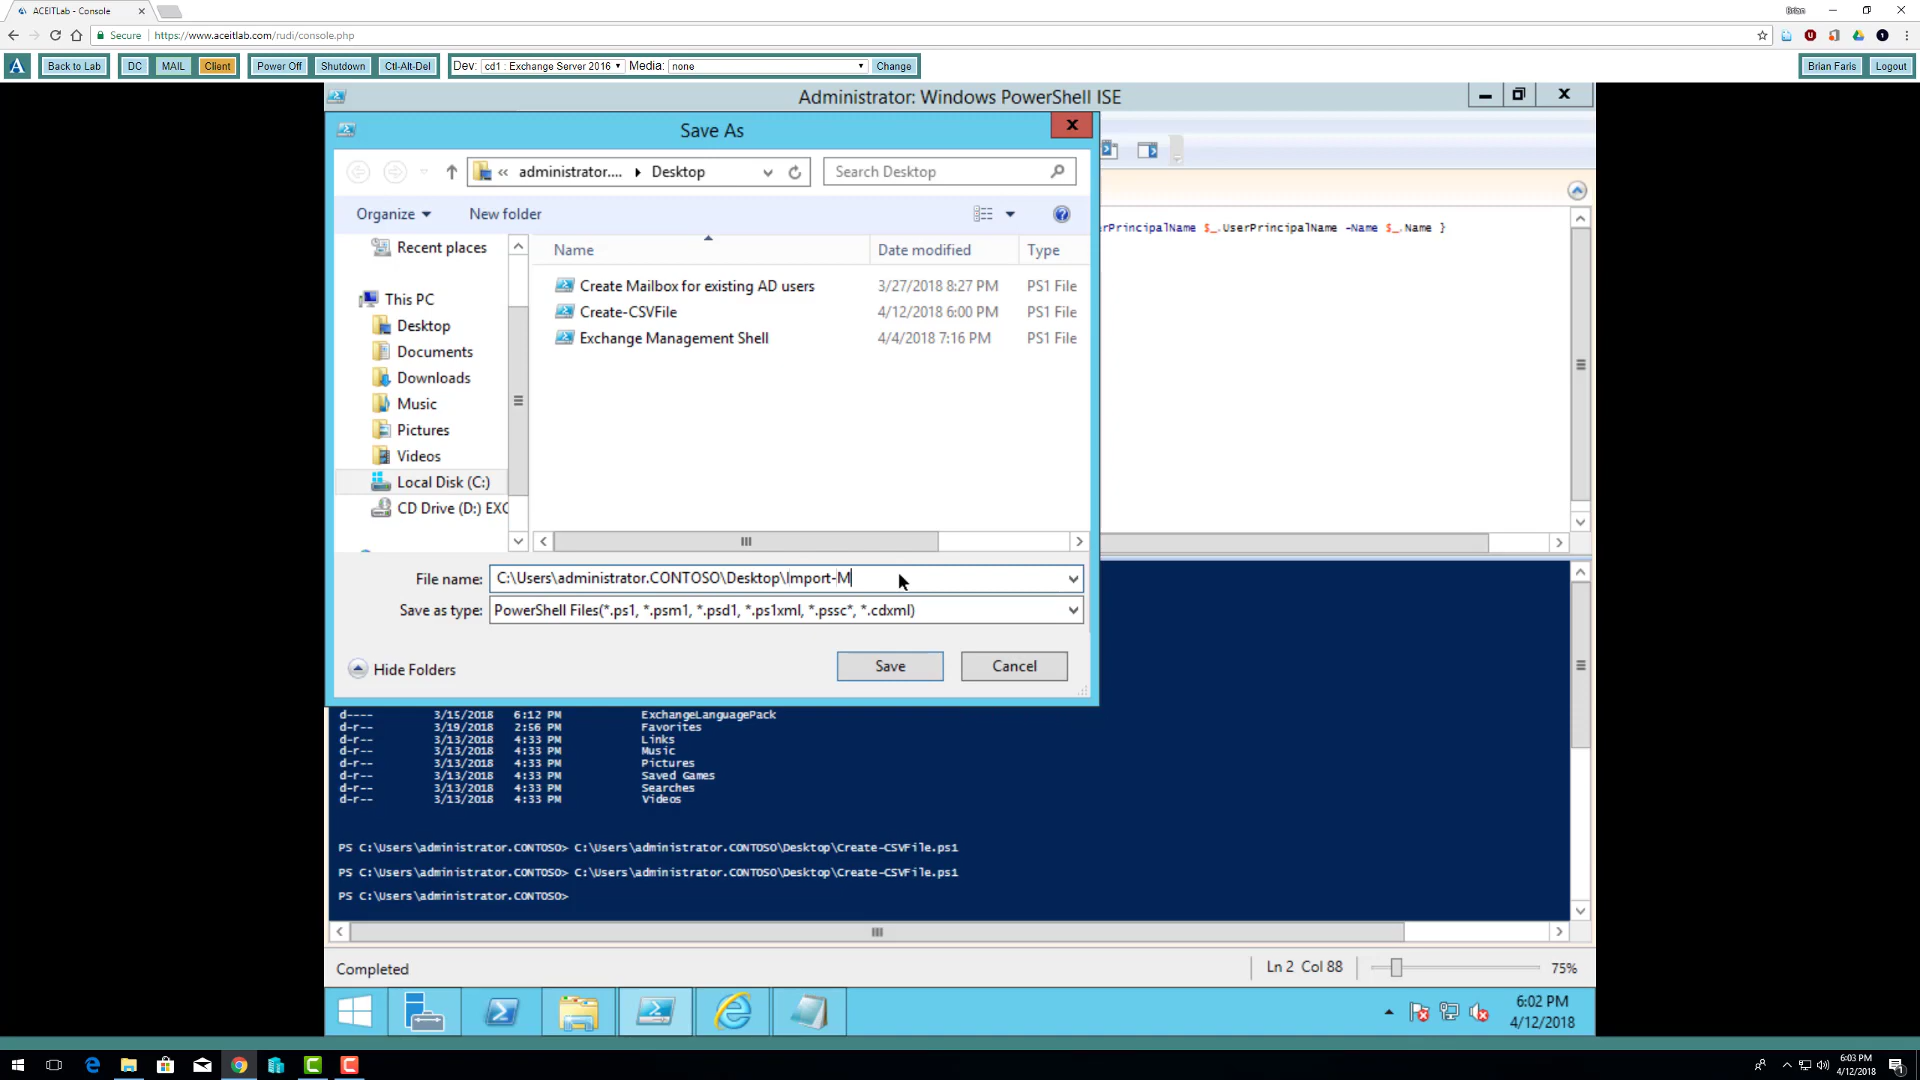 ACEITLab - Console
Brian
Secure https://www.aceitlab.com/rudi/console.php
Back to Lab DC MAIL Client Power Off Shutdown Ctl-Alt-Del Dev: cd1 : Exchange Server 2016 Media: none Change Brian Faris Logout
Administrator: Windows PowerShell ISE
Save As
« administrator.... Desktop Search Desktop
Organize New folder
Name Date modified Type
Recent places
This PC
Desktop
Documents
Downloads
Music
Pictures
Videos
Local Disk (C:)
CD Drive (D:) EXC
Create Mailbox for existing AD users 3/27/2018 8:27 PM PS1 File
Create-CSVFile 4/12/2018 6:00 PM PS1 File
Exchange Management Shell 4/4/2018 7:16 PM PS1 File
rPrincipalName $_.UserPrincipalName -Name $_.Name }
File name: C:\Users\administrator.CONTOSO\Desktop\Import-M
Save as type: PowerShell Files(*.ps1, *.psm1, *.psd1, *.ps1xml, *.pssc*, *.cdxml)
Hide Folders Save Cancel
d---- 3/15/2018 6:12 PM ExchangeLanguagePack
d-r-- 3/19/2018 2:56 PM Favorites
d-r-- 3/13/2018 4:33 PM Links
d-r-- 3/13/2018 4:33 PM Music
d-r-- 3/13/2018 4:33 PM Pictures
d-r-- 3/13/2018 4:33 PM Saved Games
d-r-- 3/13/2018 4:33 PM Searches
d-r-- 3/13/2018 4:33 PM Videos
PS C:\Users\administrator.CONTOSO> C:\Users\administrator.CONTOSO\Desktop\Create-CSVFile.ps1
PS C:\Users\administrator.CONTOSO> C:\Users\administrator.CONTOSO\Desktop\Create-CSVFile.ps1
PS C:\Users\administrator.CONTOSO>
Completed Ln 2 Col 88 75%
6:02 PM
4/12/2018
6:03 PM
4/12/2018